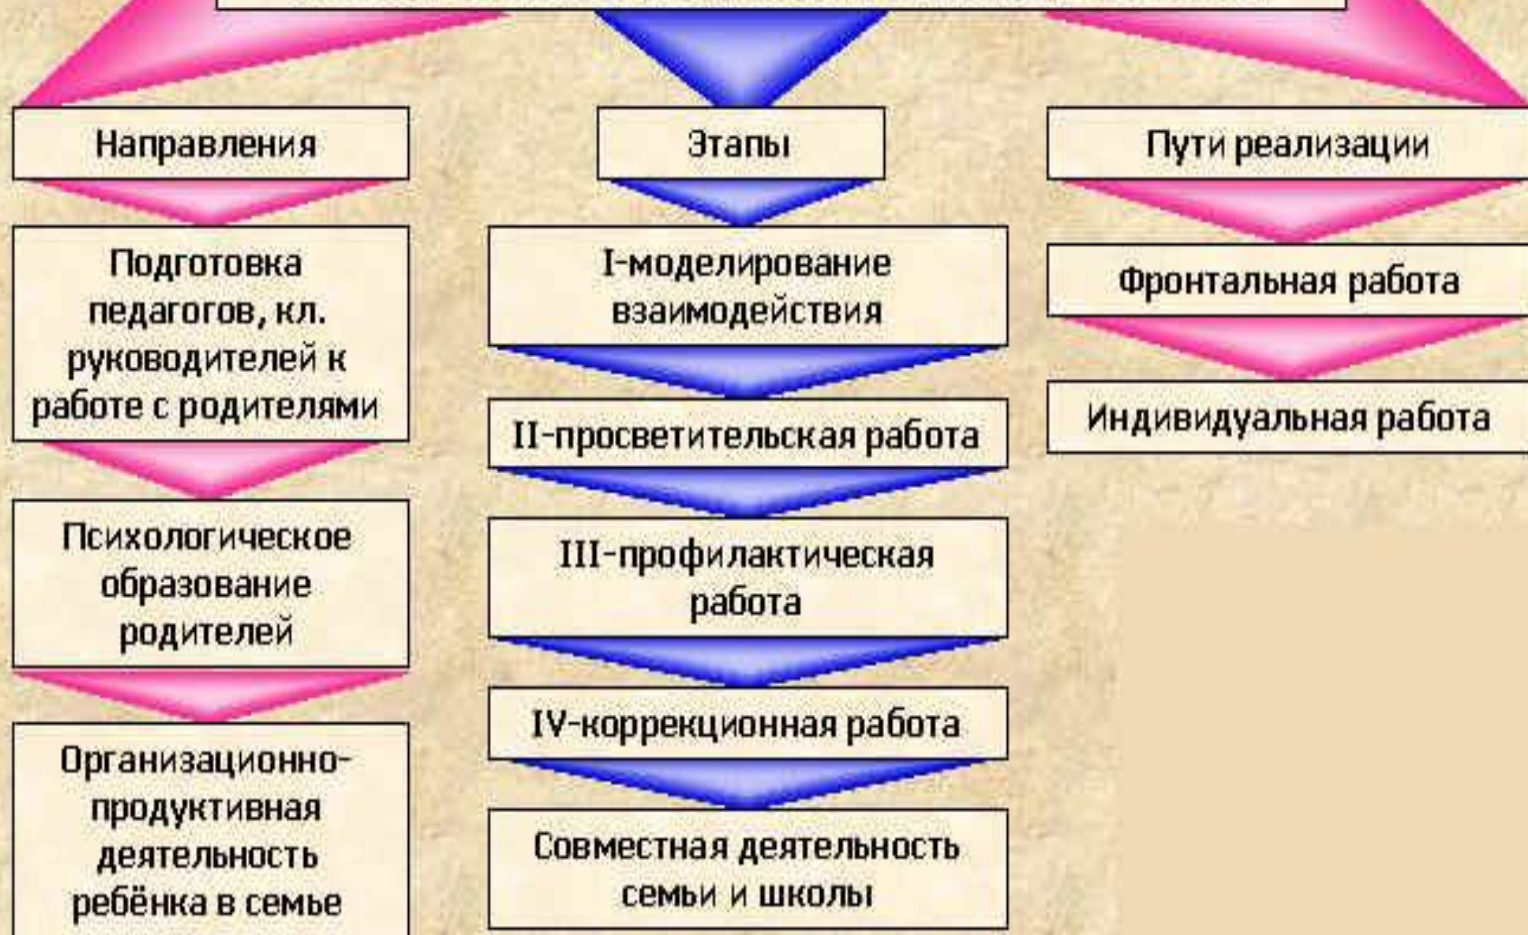 Направления
Подготовка
педагогов, кл.
руководителей к
работе с родителями
Психологическое
образование
родителей
Организационно-
продуктивная
деятельность
ребёнка в семье
Этапы
I-моделирование
взаимодействия
II-просветительская работа
III-профилактическая
работа
IV-коррекционная работа
Совместная деятельность
семьи и школы
Пути реализации
Фронтальная работа
Индивидуальная работа